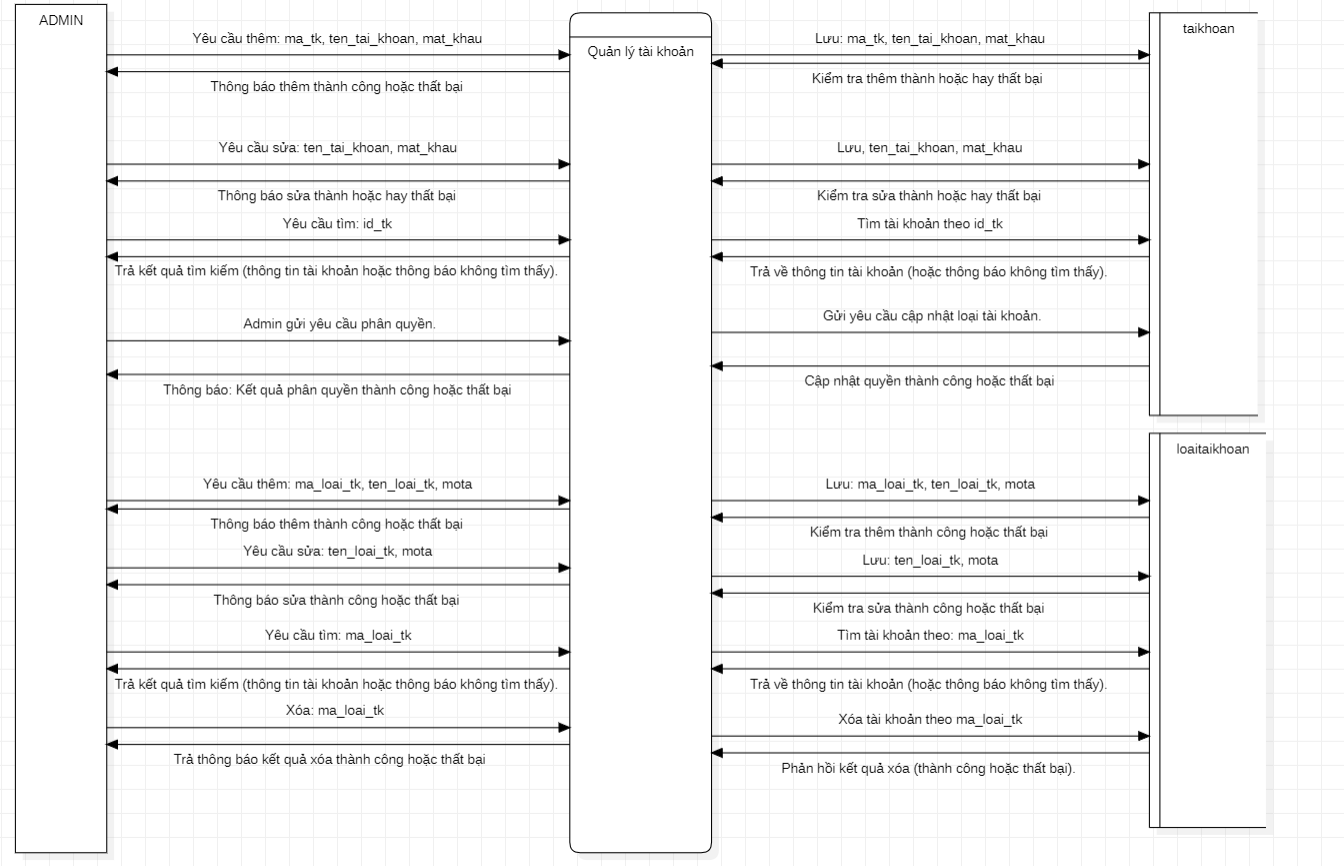 ADMIN
Quản lý tài khoản
taikhoan
Yêu cầu thêm: ma_tk, ten_tai_khoan, mat_khau
Lưu: ma_tk, ten_tai_khoan, mat_khau
Thông báo thêm thành công hoặc thất bại
Kiểm tra thêm thành hoặc hay thất bại
Yêu cầu sửa: ten_tai_khoan, mat_khau
Lưu, ten_tai_khoan, mat_khau
Thông báo sửa thành hoặc hay thất bại
Kiểm tra sửa thành hoặc hay thất bại
Yêu cầu tìm: id_tk
Tìm tài khoản theo id_tk
Trả kết quả tìm kiếm (thông tin tài khoản hoặc thông báo không tìm thấy).
Trả về thông tin tài khoản (hoặc thông báo không tìm thấy).
Admin gửi yêu cầu phân quyền.
Gửi yêu cầu cập nhật loại tài khoản.
Thông báo: Kết quả phân quyền thành công hoặc thất bại
Cập nhật quyền thành công hoặc thất bại
loaitaikhoan
Yêu cầu thêm: ma_loai_tk, ten_loai_tk, mota
Lưu: ma_loai_tk, ten_loai_tk, mota
Thông báo thêm thành công hoặc thất bại
Kiểm tra thêm thành công hoặc thất bại
Yêu cầu sửa: ten_loai_tk, mota
Lưu: ten_loai_tk, mota
Thông báo sửa thành công hoặc thất bại
Kiểm tra sửa thành công hoặc thất bại
Yêu cầu tìm: ma_loai_tk
Tìm tài khoản theo: ma_loai_tk
Trả kết quả tìm kiếm (thông tin tài khoản hoặc thông báo không tìm thấy).
Trả về thông tin tài khoản (hoặc thông báo không tìm thấy).
Xóa: ma_loai_tk
Xóa tài khoản theo ma_loai_tk
Trả thông báo kết quả xóa thành công hoặc thất bại
Phản hồi kết quả xóa (thành công hoặc thất bại).